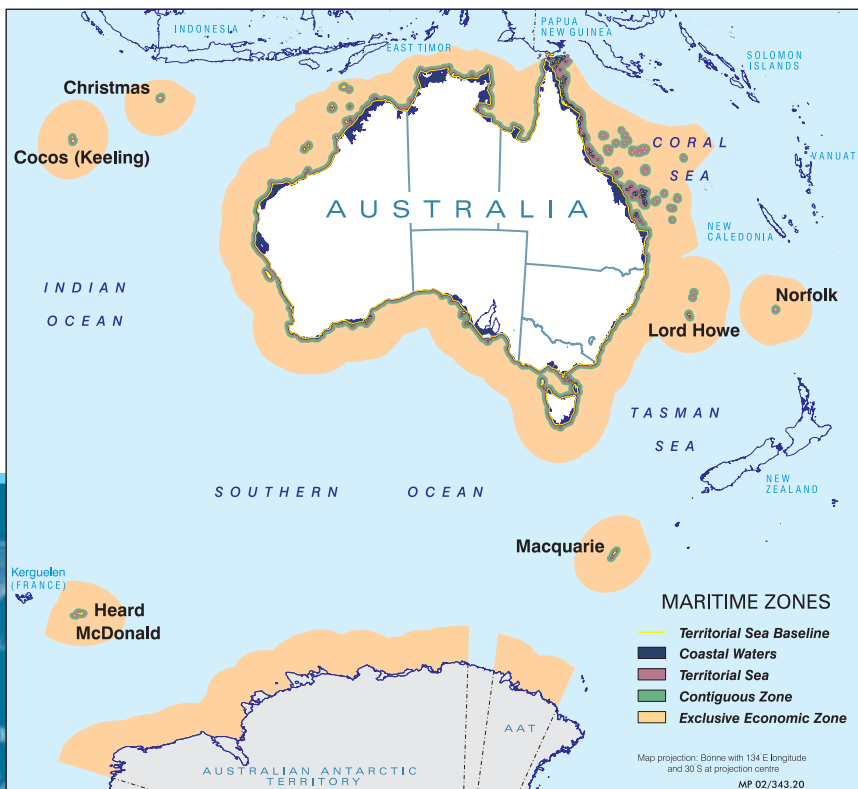 INDONESIA
EAST TIMOR
PAPUA
NEW GUINEA
SOLOMON
ISLANDS
Christmas
Cocos (Keeling)
CORAL
SEA
VANUAT
AUSTRALIA
NEW
CALEDONIA
INDIAN
OCEAN
Norfolk
Lord Howe
TASMAN
SEA
SOUTHERN OCEAN
NEW
ZEALAND
Macquarie
Kerguelen
(FRANCE)
Heard
McDonald
MARITIME ZONES
Territorial Sea Baseline
Coastal Waters
Territorial Sea
Contiguous Zone
Exclusive Economic Zone
AAT
AUSTRALIAN ANTARCTIC
TERRITORY
Map projection: Bonne with 134 E longitude
and 30 S at projection centre
MP 02/343.20